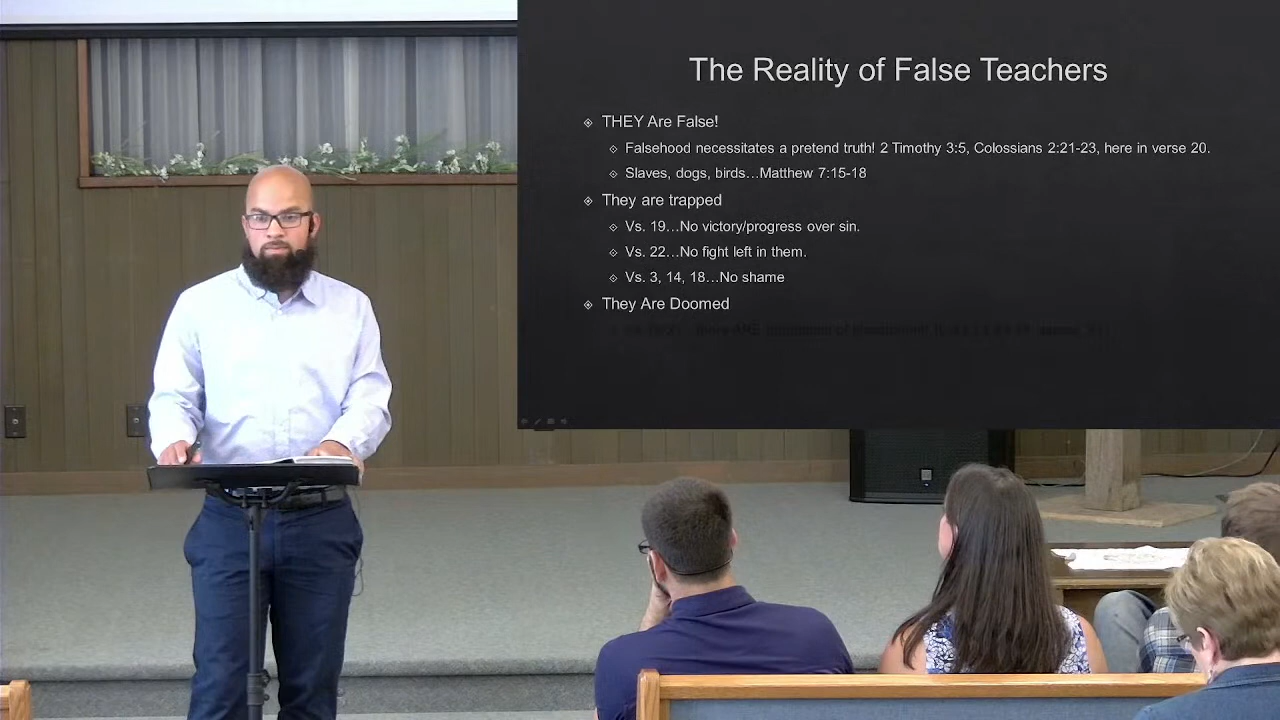 The Reality of False Teachers
THEY Are False!
Falsehood necessitates a pretend truth! 2 Timothy 3:5, Colossians 2:21-23, here in verse 20.
Slaves, dogs, birds…Matthew 7:15-18
They are trapped
Vs. 19…No victory/progress over sin.
Vs. 22…No fight left in them.
Vs. 3, 14, 18…No shame
They Are Doomed